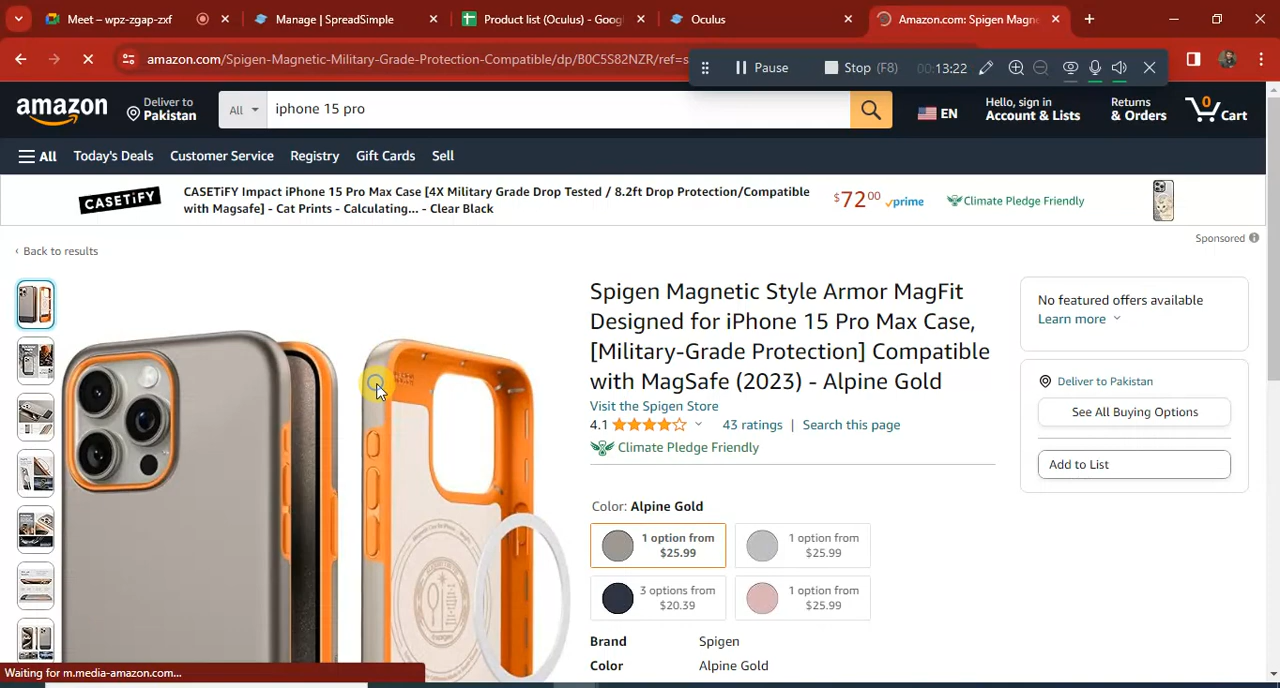 Meet – wpz-zgap-zxf
Manage | SpreadSimple
Product list (Oculus) - Goog
Oculus
Amazon.com: Spigen Magne
amazon.com/Spigen-Magnetic-Military-Grade-Protection-Compatible/dp/B0C5S82NZR/ref=s
Pause
Stop (F8)
00:13:22
amazon
Deliver to
Pakistan
All
iphone 15 pro
EN
Hello, sign in
Account & Lists
Returns
& Orders
0
Cart
All
Today's Deals
Customer Service
Registry
Gift Cards
Sell
CASETiFY
CASETiFY Impact iPhone 15 Pro Max Case [4X Military Grade Drop Tested / 8.2ft Drop Protection/Compatible
with Magsafe] - Cat Prints - Calculating... - Clear Black
$72⁰⁰
prime
Climate Pledge Friendly
Sponsored
‹ Back to results
Spigen Magnetic Style Armor MagFit
Designed for iPhone 15 Pro Max Case,
[Military-Grade Protection] Compatible
with MagSafe (2023) - Alpine Gold
Visit the Spigen Store
4.1
43 ratings | Search this page
Climate Pledge Friendly
Color: Alpine Gold
1 option from
$25.99
1 option from
$25.99
3 options from
$20.39
1 option from
$25.99
Brand
Spigen
Color
Alpine Gold
No featured offers available
Learn more
Deliver to Pakistan
See All Buying Options
Add to List
Waiting for m.media-amazon.com...